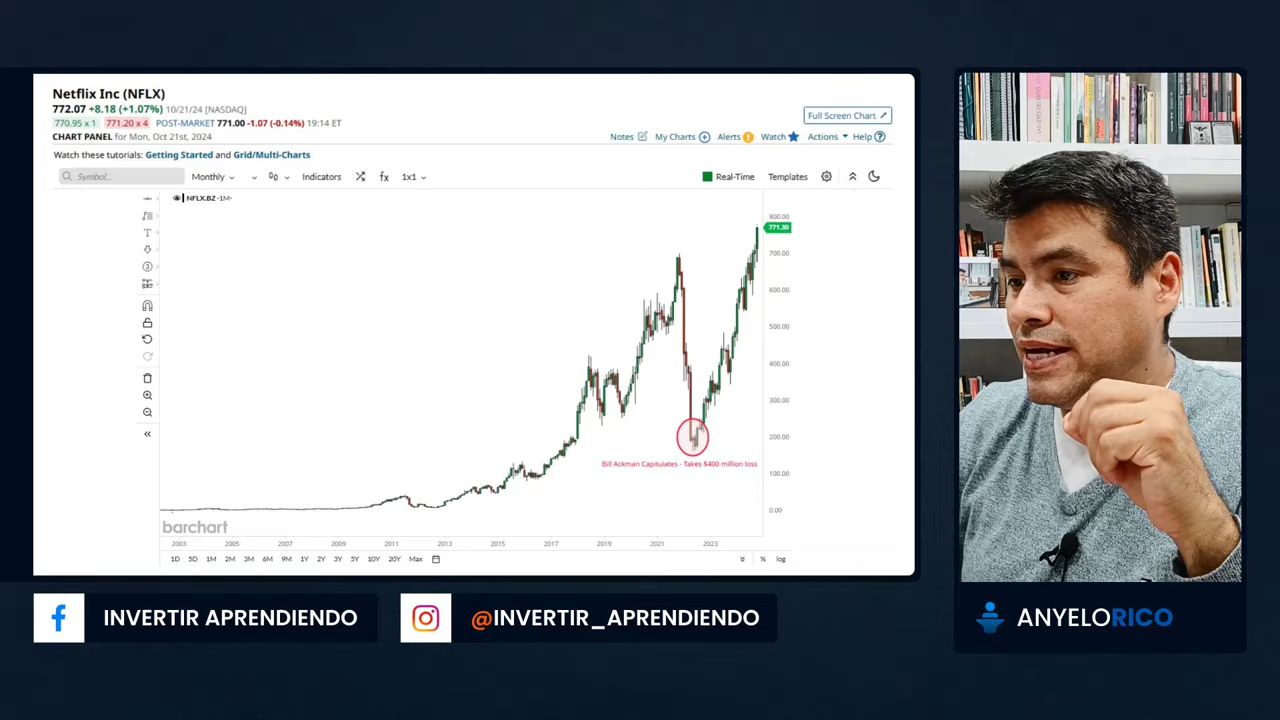 Netflix Inc (NFLX)
772.07 +8.18 (+1.07%) 10/21/24 [NASDAQ]
770.95 x 1 771.20 x 4 POST-MARKET 771.00 -1.07 (-0.14%) 19:14 ET
CHART PANEL for Mon, Oct 21st, 2024
Full Screen Chart
Notes My Charts Alerts Watch Actions Help
Watch these tutorials: Getting Started and Grid/Multi-Charts
Symbol... Monthly Indicators fx 1x1 Real-Time Templates
NFLX.BZ -1M-
800.00
771.30
700.00
600.00
500.00
400.00
300.00
200.00
100.00
0.00
Bill Ackman Capitulates - Takes $400 million loss
barchart
2003 2005 2007 2009 2011 2013 2015 2017 2019 2021 2023
1D 5D 1M 2M 3M 6M 9M 1Y 2Y 3Y 5Y 10Y 20Y Max % log
INVERTIR APRENDIENDO
@INVERTIR_APRENDIENDO
ANYELORICO